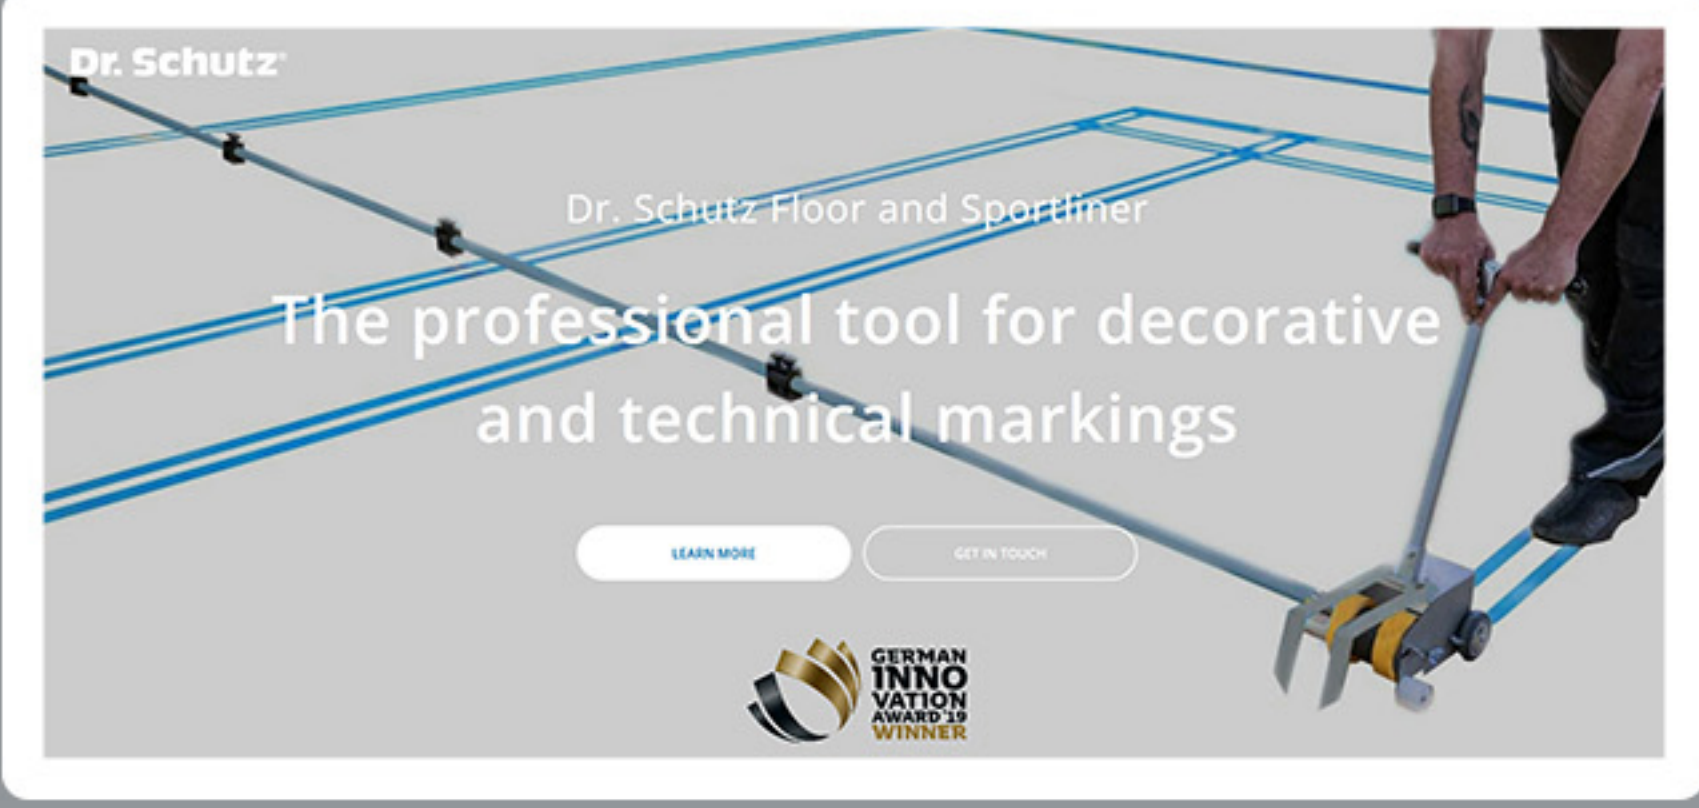 Dr. Schutz®
Dr. Schutz Floor and Sportliner
The professional tool for decorative
and technical markings
LEARN MORE
GET IN TOUCH
GERMAN
INNO
VATION
AWARD'19
WINNER